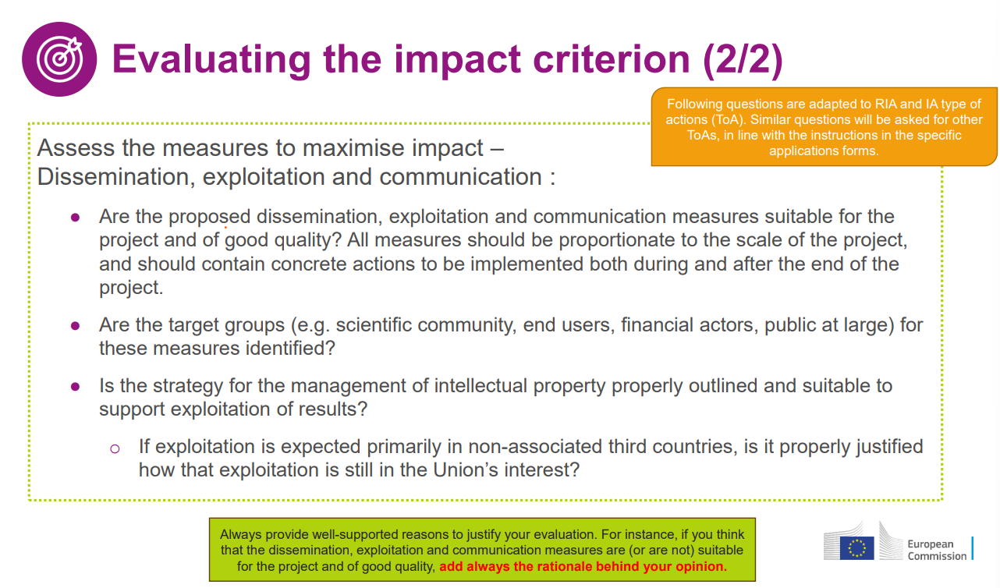 Evaluating the impact criterion (2/2)
Following questions are adapted to RIA and IA type of
actions (ToA). Similar questions will be asked for other
ToAs, in line with the instructions in the specific
applications forms.
Assess the measures to maximise impact –
Dissemination, exploitation and communication :
● Are the proposed dissemination, exploitation and communication measures suitable for the
project and of good quality? All measures should be proportionate to the scale of the project,
and should contain concrete actions to be implemented both during and after the end of the
project.
● Are the target groups (e.g. scientific community, end users, financial actors, public at large) for
these measures identified?
● Is the strategy for the management of intellectual property properly outlined and suitable to
support exploitation of results?
○ If exploitation is expected primarily in non-associated third countries, is it properly justified
how that exploitation is still in the Union’s interest?
Always provide well-supported reasons to justify your evaluation. For instance, if you think
that the dissemination, exploitation and communication measures are (or are not) suitable
for the project and of good quality, add always the rationale behind your opinion.
European
Commission